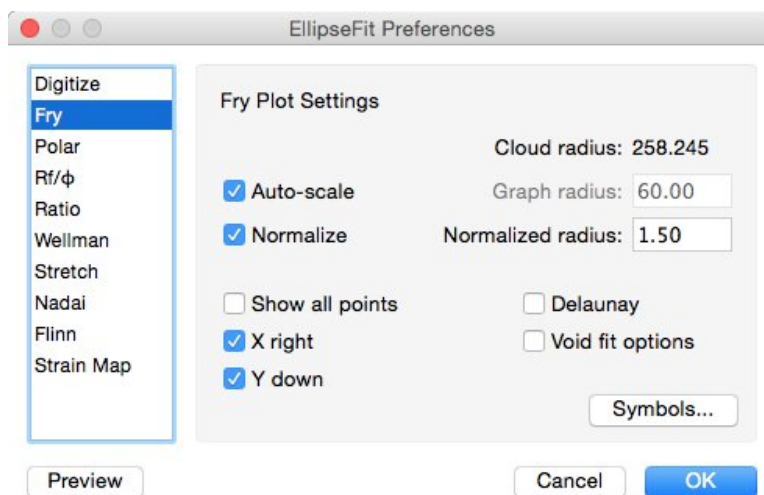 EllipseFit Preferences
Digitize
Fry
Polar
Rf/ϕ
Ratio
Wellman
Stretch
Nadai
Flinn
Strain Map
Fry Plot Settings
Cloud radius: 258.245
Auto-scale Graph radius: 60.00
Normalize Normalized radius: 1.50
Show all points Delaunay
X right Void fit options
Y down
Symbols...
Preview Cancel OK